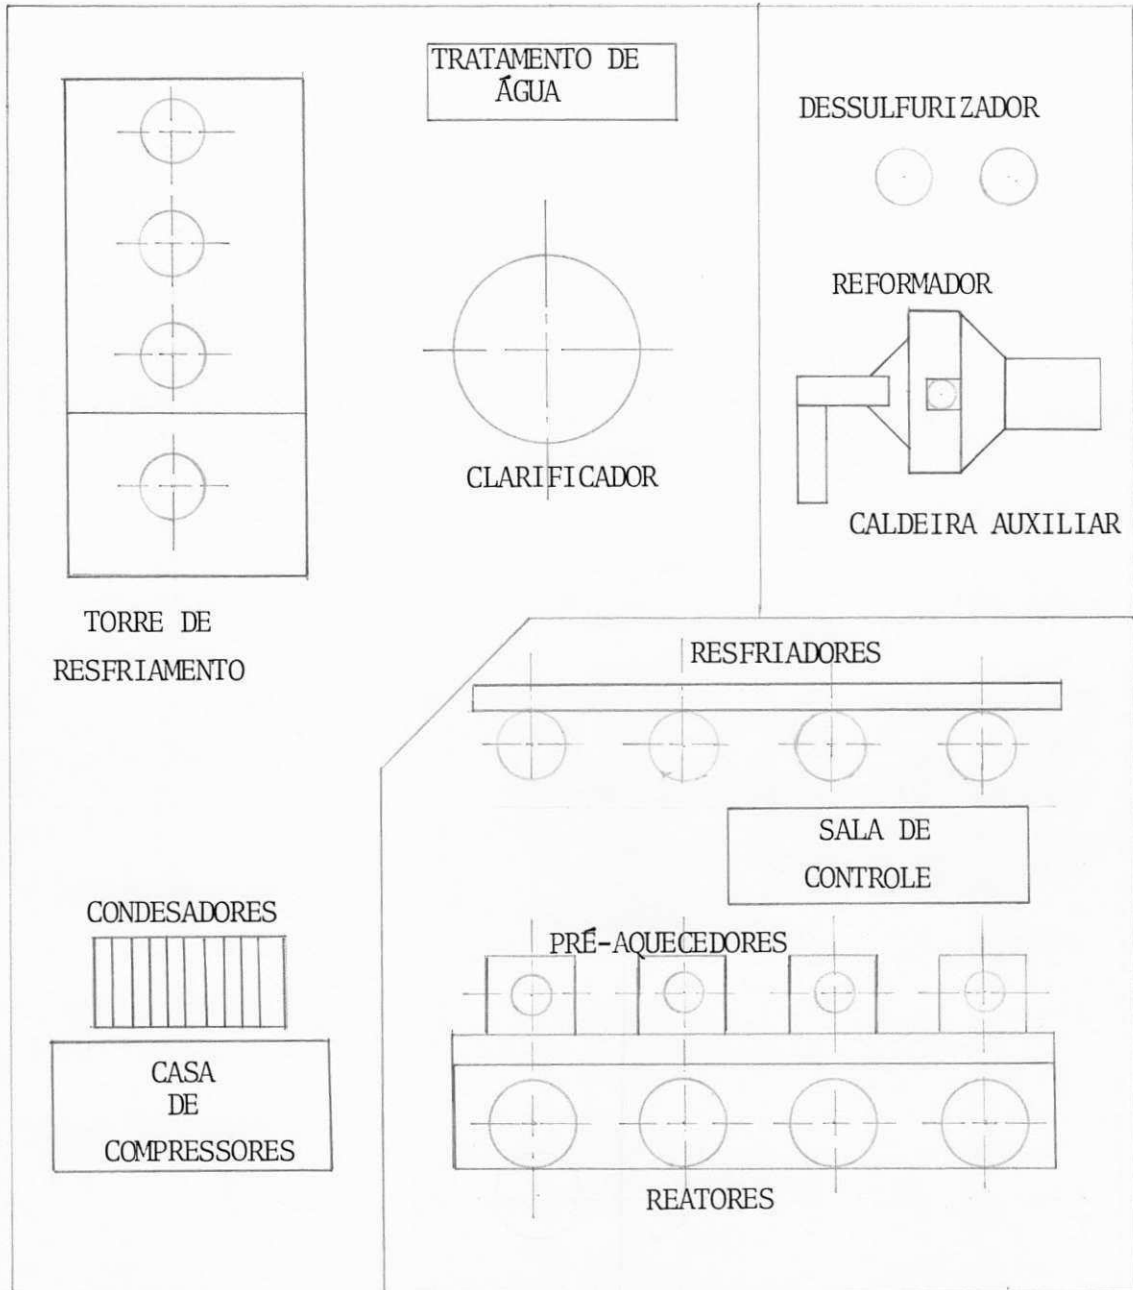 TRATAMENTO DE
ÁGUA
DESSULFURIZADOR
REFORMADOR
CLARIFICADOR
CALDEIRA AUXILIAR
TORRE DE
RESFRIAMENTO
RESFRIADORES
SALA DE
CONTROLE
CONDESADORES
PRÉ-AQUECEDORES
CASA
DE
COMPRESSORES
REATORES